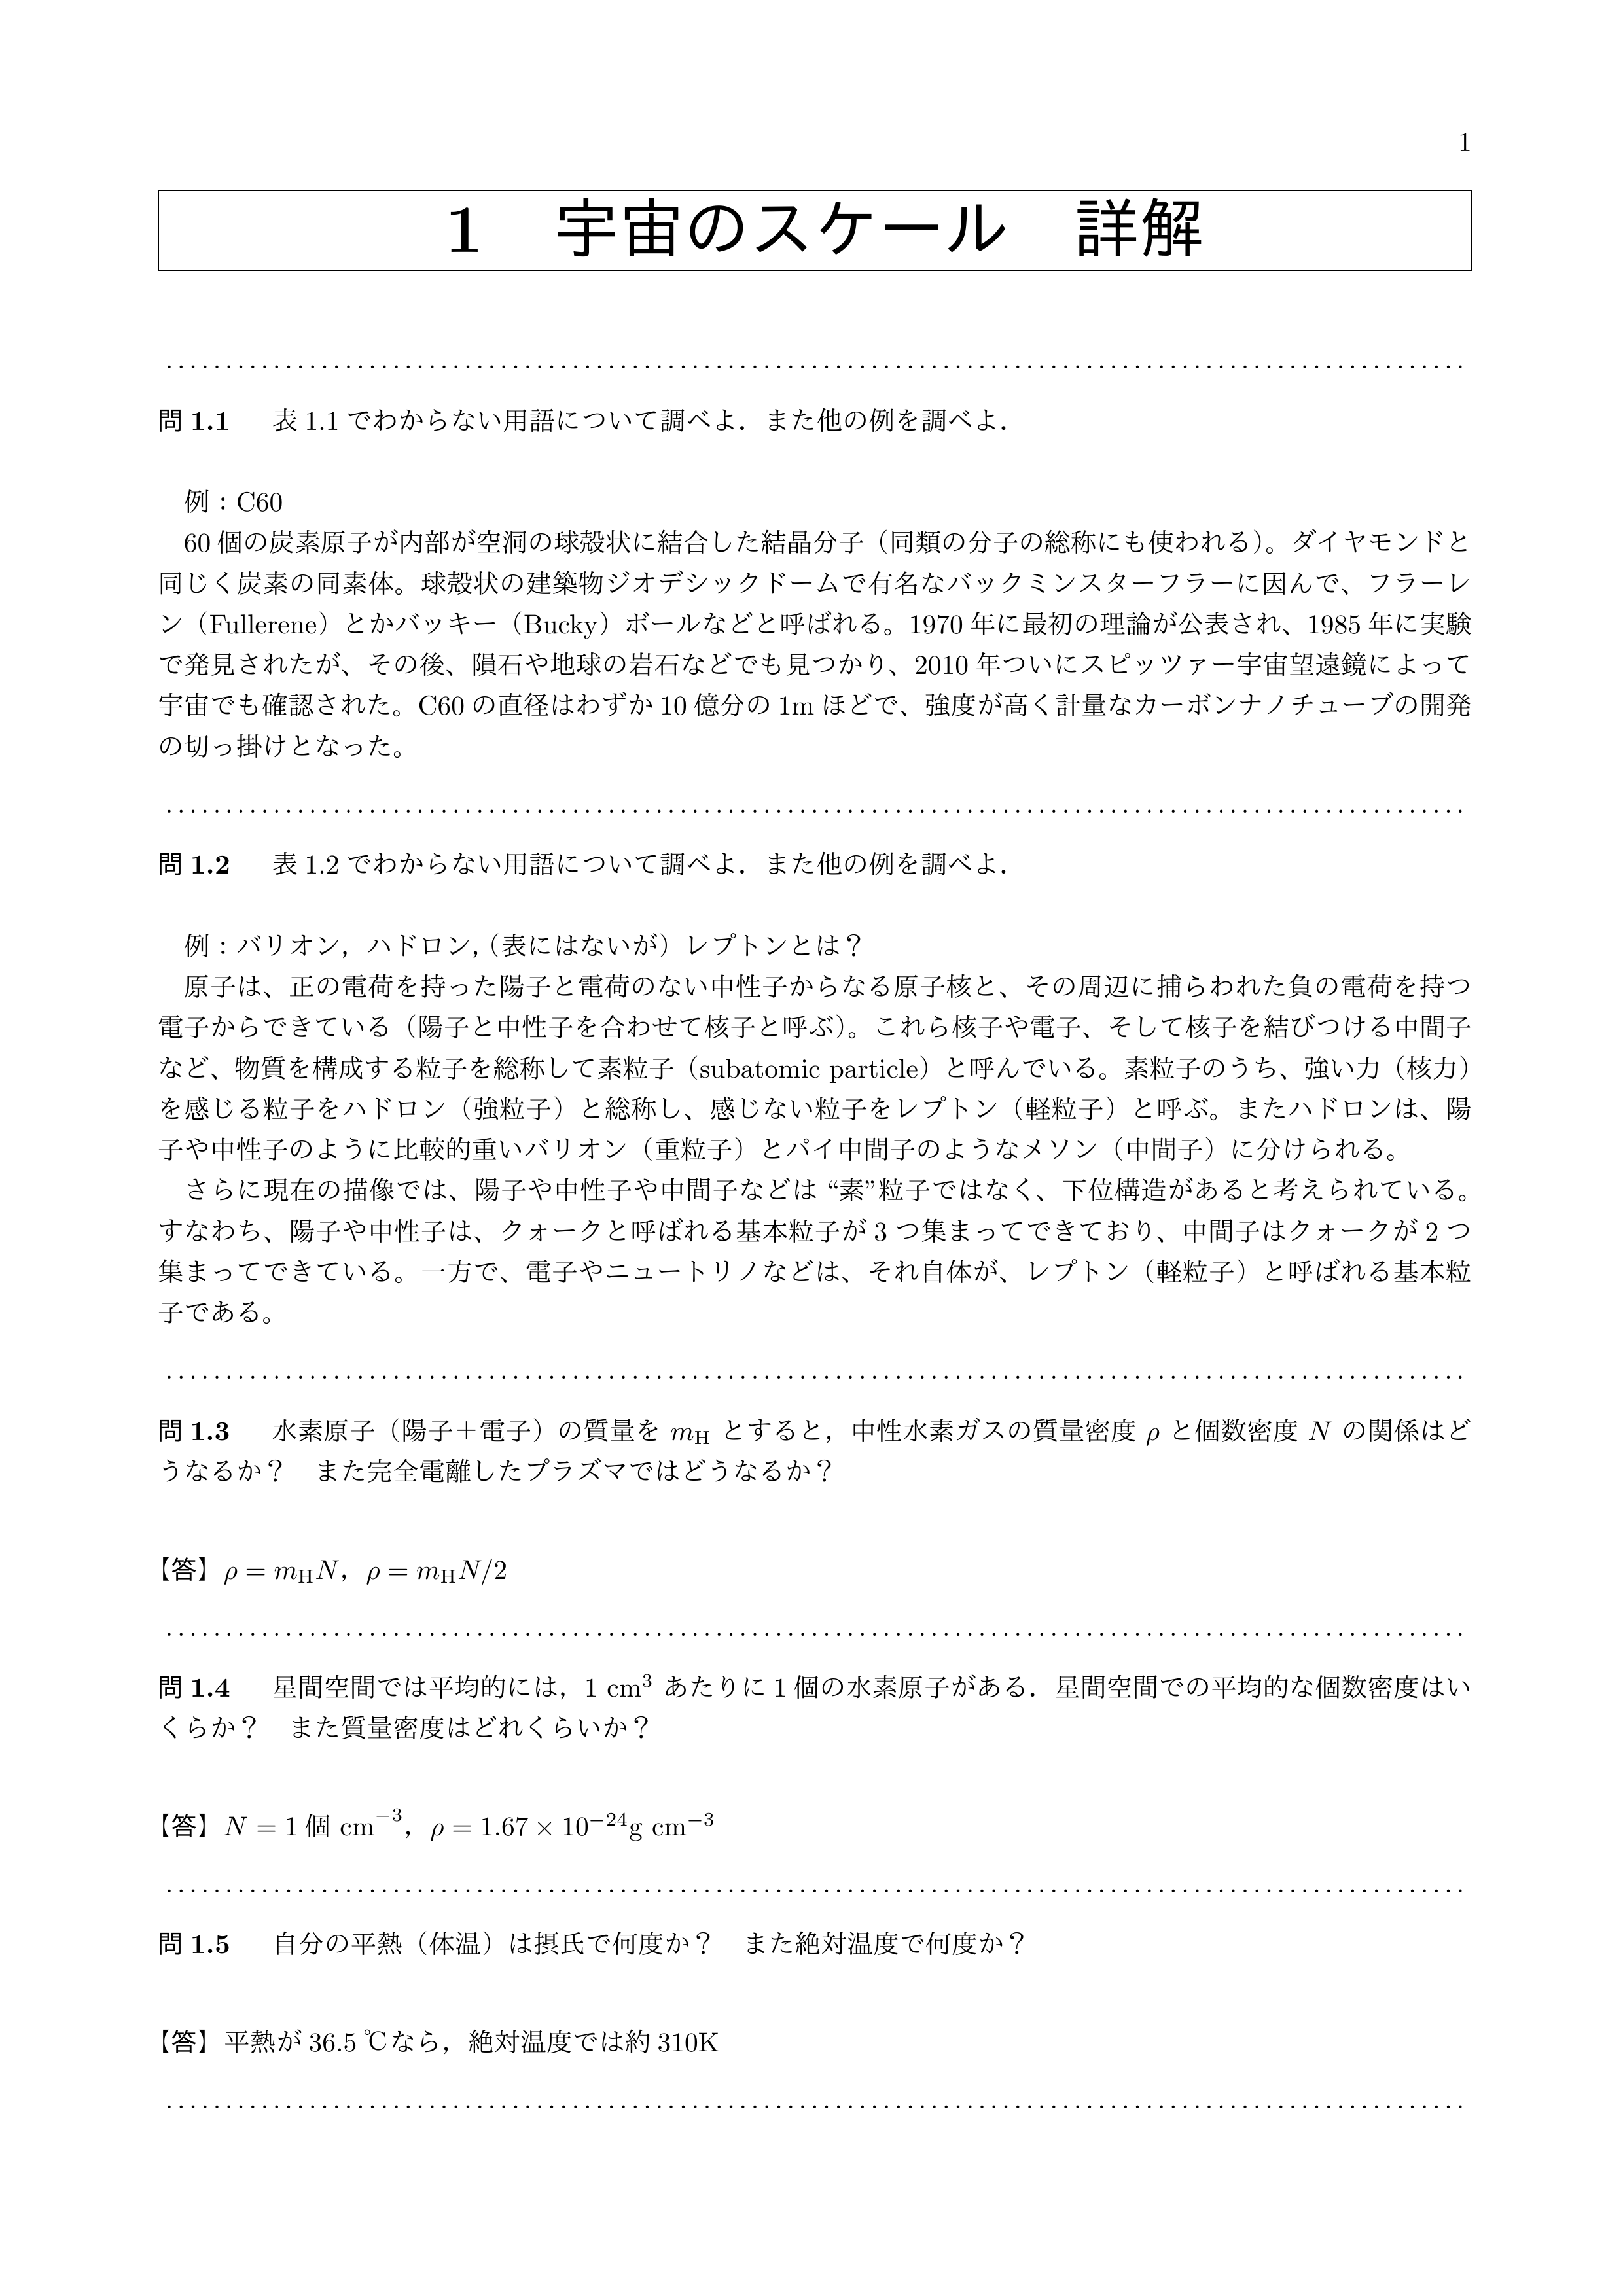 1
1　宇宙のスケール　詳解
問 1.1　表 1.1 でわからない用語について調べよ．また他の例を調べよ．
例：C60
60 個の炭素原子が内部が空洞の球殻状に結合した結晶分子（同類の分子の総称にも使われる）。ダイヤモンドと
同じく炭素の同素体。球殻状の建築物ジオデシックドームで有名なバックミンスターフラーに因んで、フラーレ
ン（Fullerene）とかバッキー（Bucky）ボールなどと呼ばれる。1970 年に最初の理論が公表され、1985 年に実験
で発見されたが、その後、隕石や地球の岩石などでも見つかり、2010 年ついにスピッツァー宇宙望遠鏡によって
宇宙でも確認された。C60 の直径はわずか 10 億分の 1m ほどで、強度が高く計量なカーボンナノチューブの開発
の切っ掛けとなった。
問 1.2　表 1.2 でわからない用語について調べよ．また他の例を調べよ．
例：バリオン，ハドロン，（表にはないが）レプトンとは？
原子は、正の電荷を持った陽子と電荷のない中性子からなる原子核と、その周辺に捕らわれた負の電荷を持つ
電子からできている（陽子と中性子を合わせて核子と呼ぶ）。これら核子や電子、そして核子を結びつける中間子
など、物質を構成する粒子を総称して素粒子（subatomic particle）と呼んでいる。素粒子のうち、強い力（核力）
を感じる粒子をハドロン（強粒子）と総称し、感じない粒子をレプトン（軽粒子）と呼ぶ。またハドロンは、陽
子や中性子のように比較的重いバリオン（重粒子）とパイ中間子のようなメソン（中間子）に分けられる。
さらに現在の描像では、陽子や中性子や中間子などは “素”粒子ではなく、下位構造があると考えられている。
すなわち、陽子や中性子は、クォークと呼ばれる基本粒子が 3 つ集まってできており、中間子はクォークが 2 つ
集まってできている。一方で、電子やニュートリノなどは、それ自体が、レプトン（軽粒子）と呼ばれる基本粒
子である。
問 1.3　水素原子（陽子＋電子）の質量を m_H とすると，中性水素ガスの質量密度 ρ と個数密度 N の関係はど
うなるか？　また完全電離したプラズマではどうなるか？
【答】ρ = m_H N，ρ = m_H N/2
問 1.4　星間空間では平均的には，1 cm³ あたりに 1 個の水素原子がある．星間空間での平均的な個数密度はい
くらか？　また質量密度はどれくらいか？
【答】N = 1 個 cm⁻³，ρ = 1.67 × 10⁻²⁴g cm⁻³
問 1.5　自分の平熱（体温）は摂氏で何度か？　また絶対温度で何度か？
【答】平熱が 36.5 ℃なら，絶対温度では約 310K